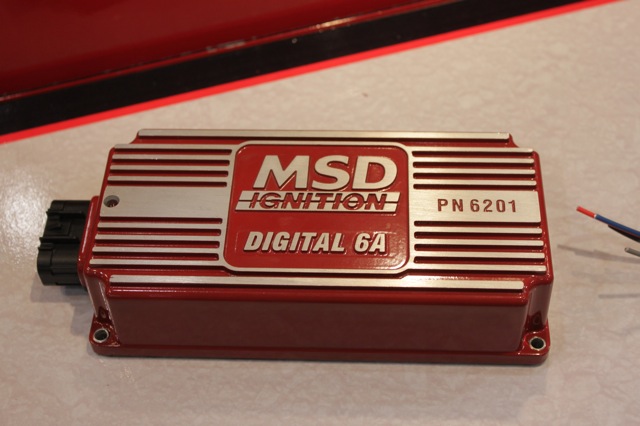 MSD
IGNITION
DIGITAL 6A
PN 6201